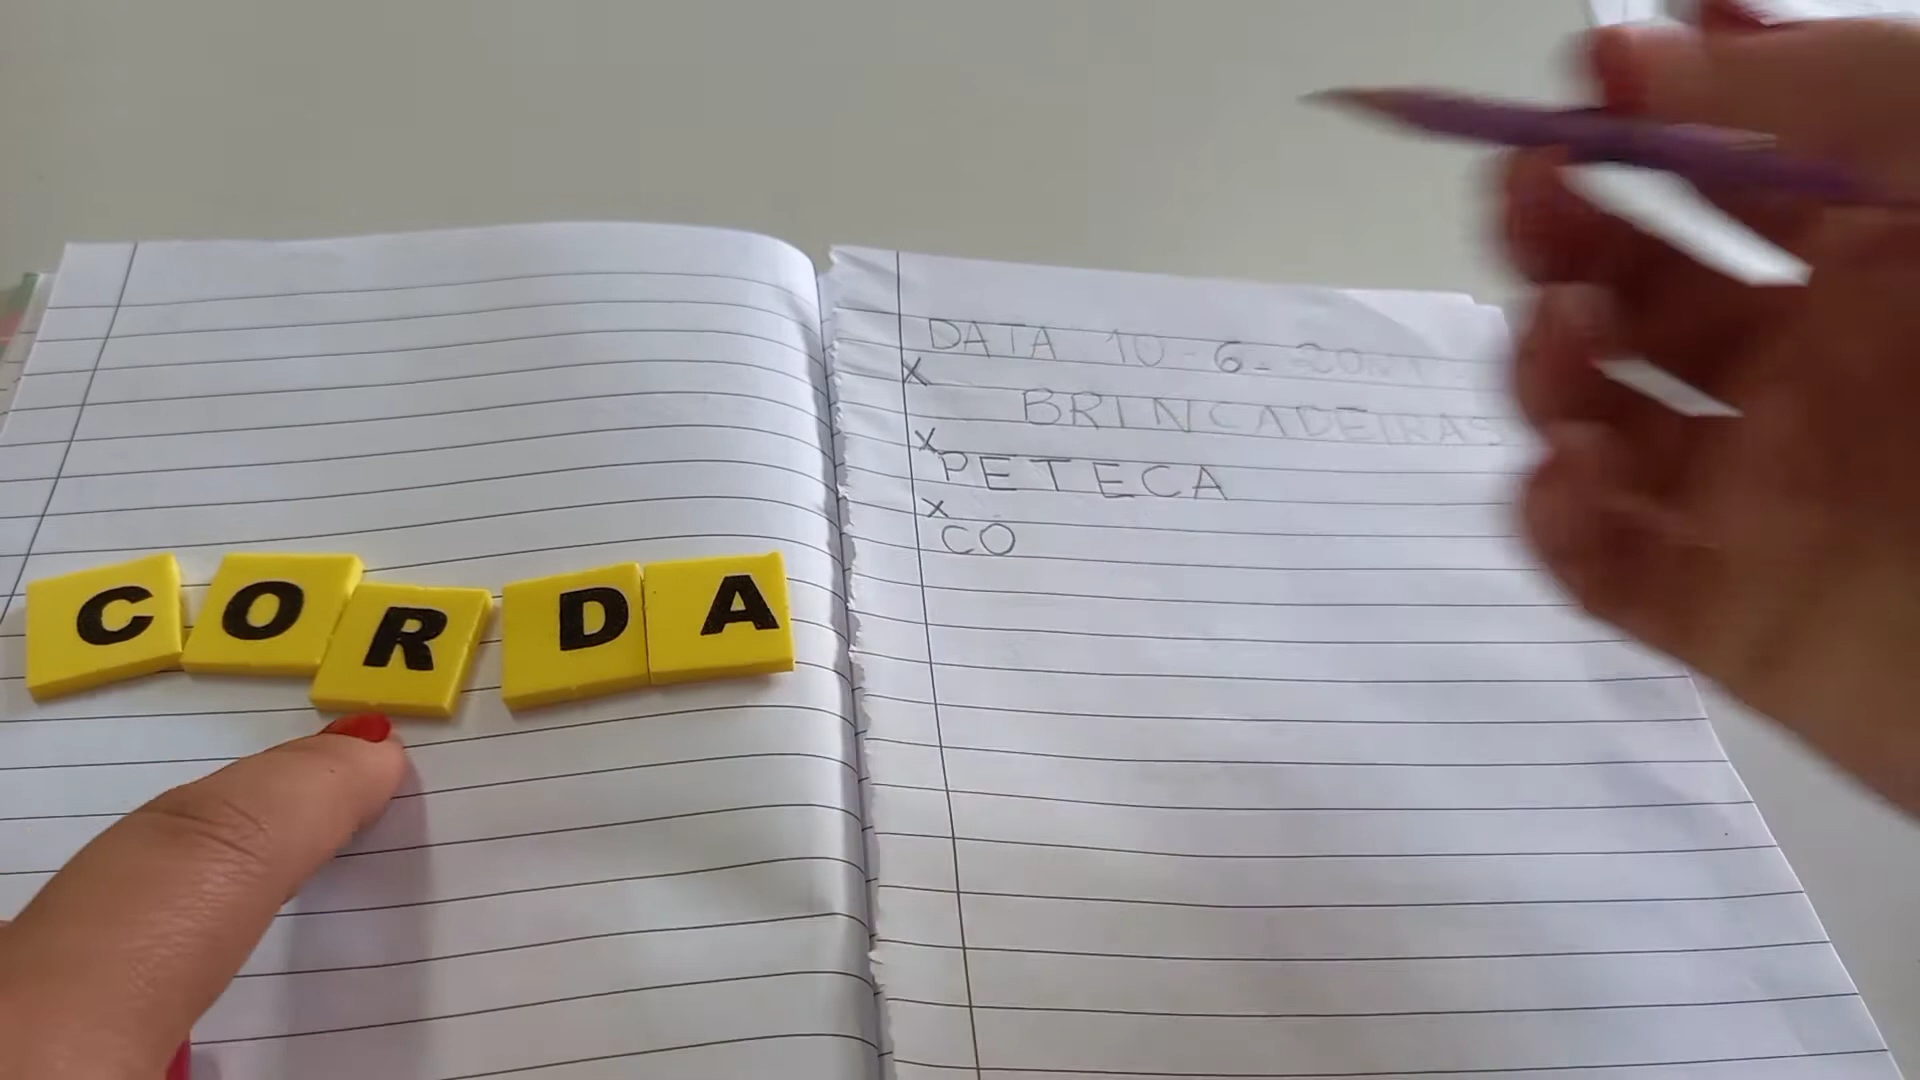 DATA 10-6-
X
BRINCADEIRAS
X
PETECA
X
CO
CORDA